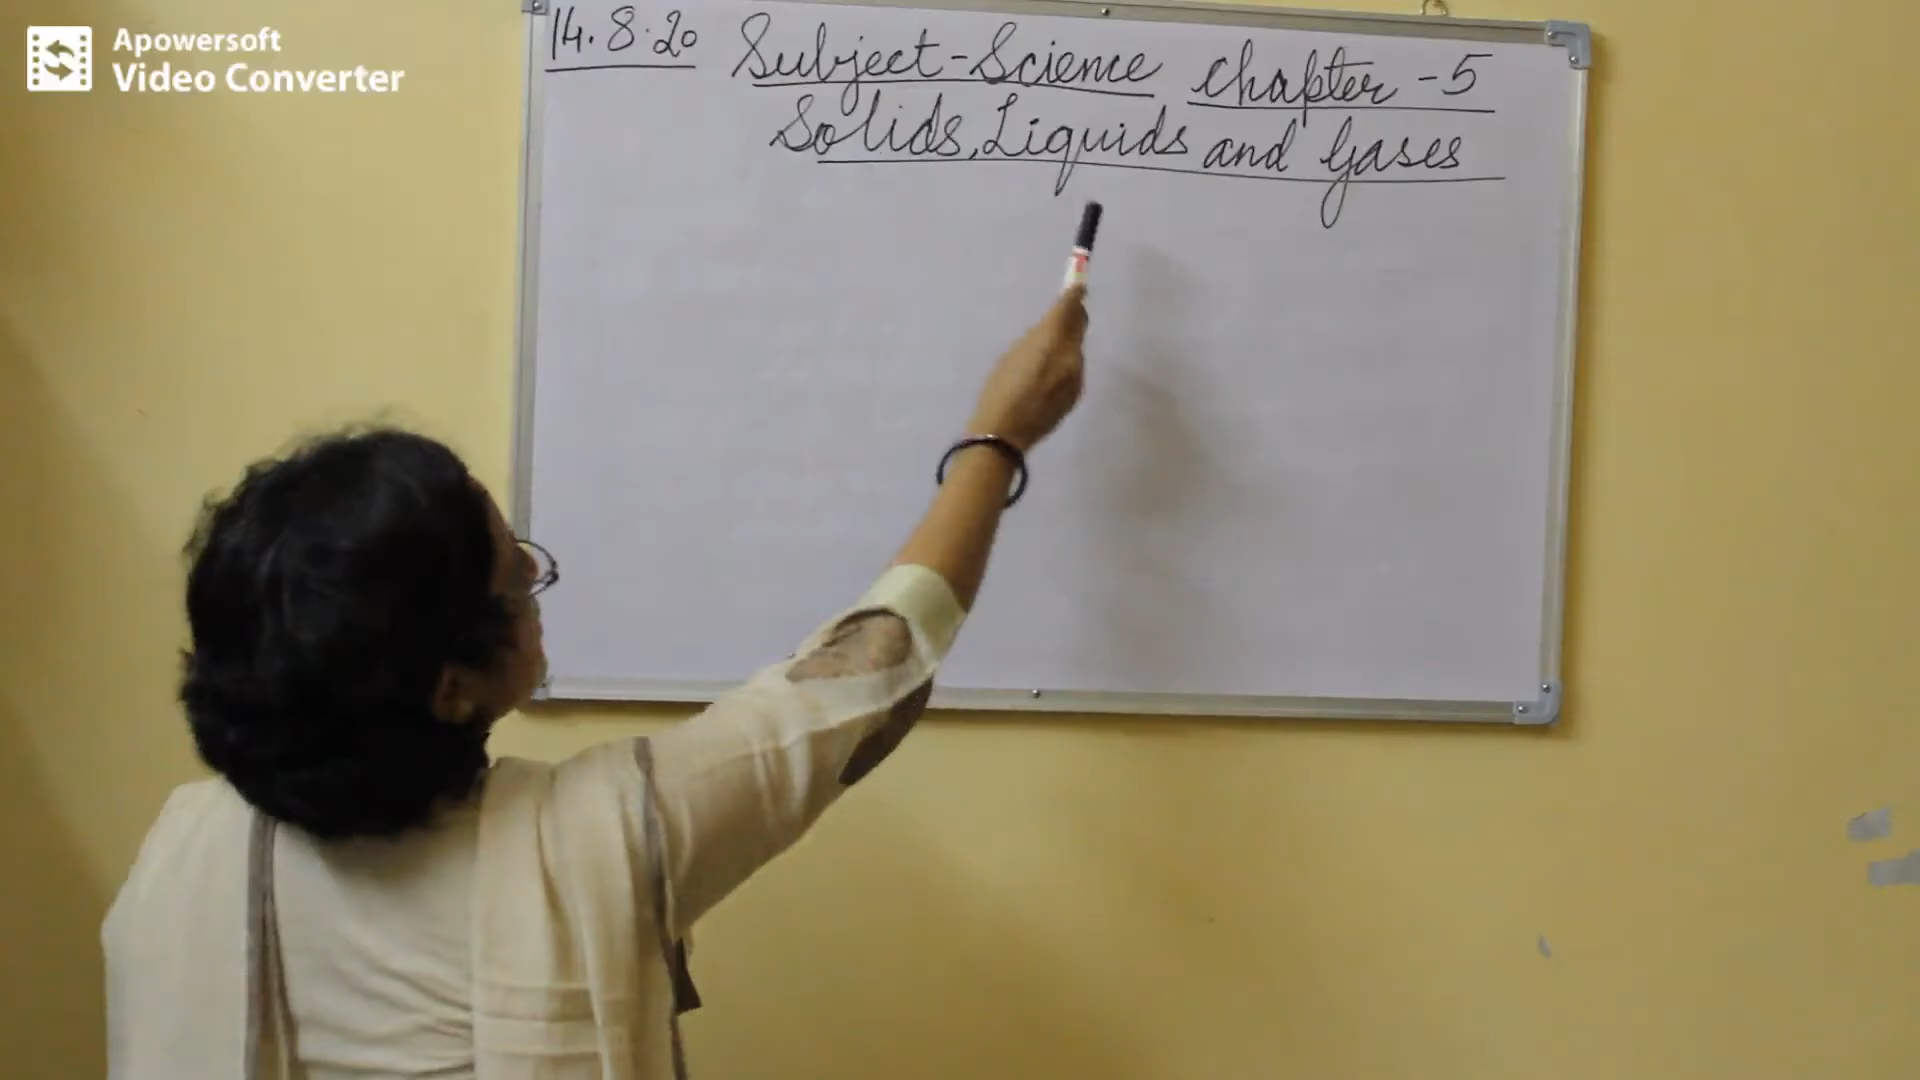 Apowersoft
Video Converter
14.8.20 Subject-Science Chapter-5
Solids, Liquids and Gases